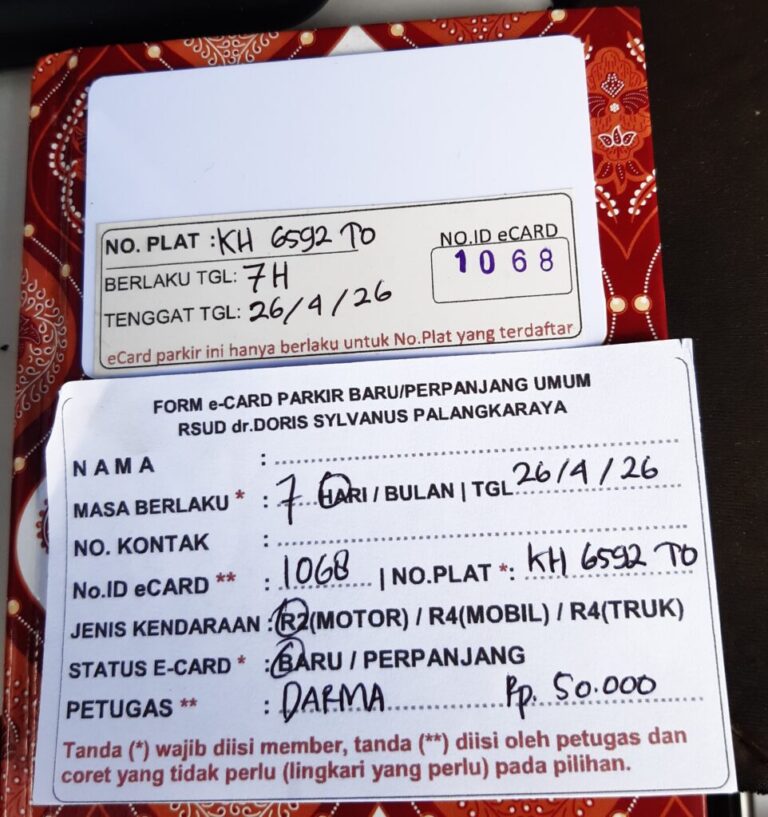 NO. PLAT : KH 6592 TO
NO.ID eCARD
BERLAKU TGL: 7H
1068
TENGGAT TGL: 26/4/26
eCard parkir ini hanya berlaku untuk No.Plat yang terdaftar
FORM e-CARD PARKIR BARU/PERPANJANG UMUM
RSUD dr.DORIS SYLVANUS PALANGKARAYA
NAMA :
MASA BERLAKU * : 7 HARI / BULAN | TGL 26/4/26
NO. KONTAK :
No.ID eCARD ** : 1068 | NO.PLAT *: KH 6592 TO
JENIS KENDARAAN : R2(MOTOR) / R4(MOBIL) / R4(TRUK)
STATUS E-CARD * : BARU / PERPANJANG
PETUGAS ** : DARMA Rp. 50.000
Tanda (*) wajib diisi member, tanda (**) diisi oleh petugas dan
coret yang tidak perlu (lingkari yang perlu) pada pilihan.